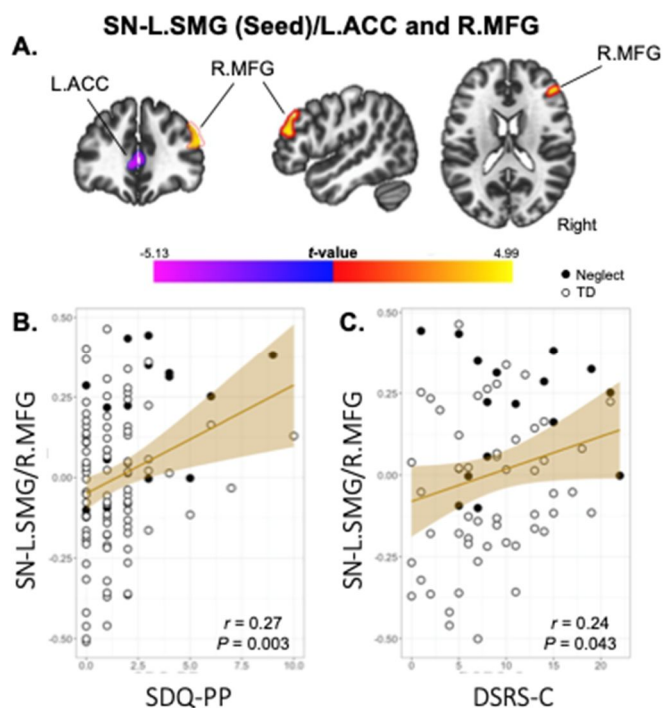 SN-L.SMG (Seed)/L.ACC and R.MFG
A.
L.ACC
R.MFG
R.MFG
Right
-5.13
t-value
4.99
Neglect
TD
B.
0.50
0.25
0.00
-0.25
-0.50
SN-L.SMG/R.MFG
r = 0.27
P = 0.003
0.0
2.5
5.0
7.5
10.0
SDQ-PP
C.
0.50
0.25
0.00
-0.25
-0.50
SN-L.SMG/R.MFG
r = 0.24
P = 0.043
0
5
10
15
20
DSRS-C